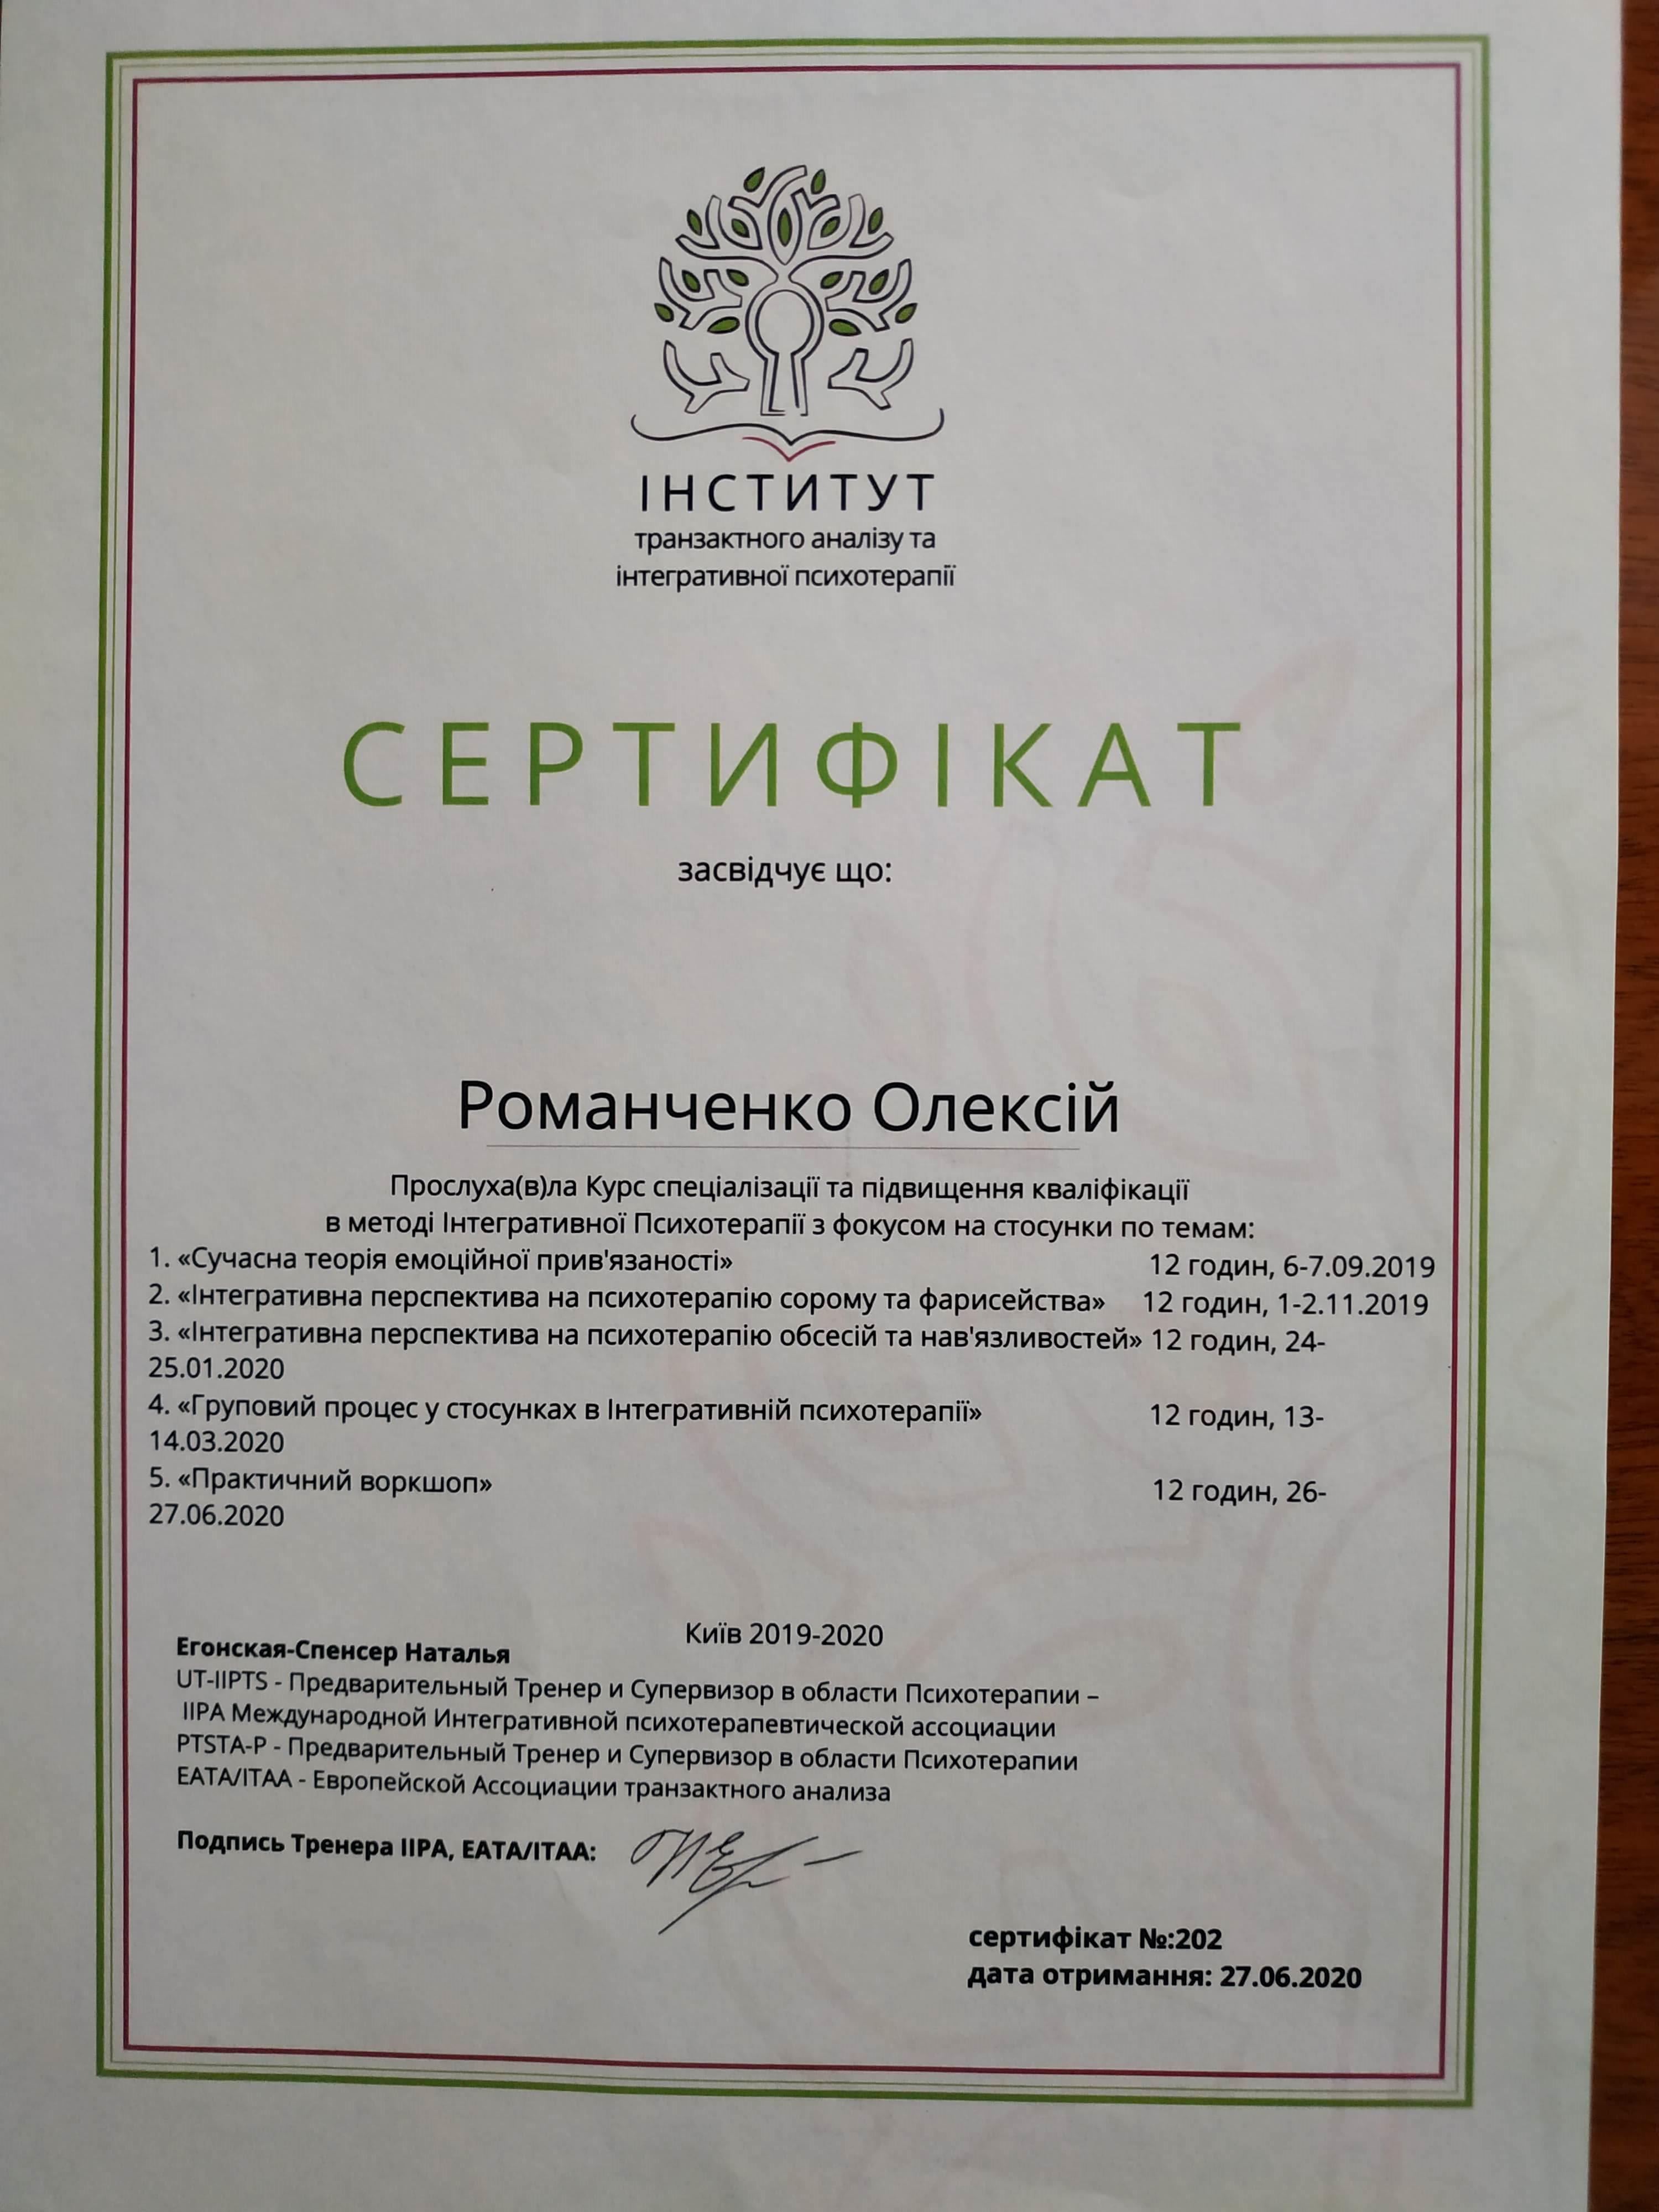 ІНСТИТУТ
транзактного аналізу та
інтегративної психотерапії
СЕРТИФІКАТ
засвідчує що:
Романченко Олексій
Прослуха(в)ла Курс спеціалізації та підвищення кваліфікації
в методі Інтегративної Психотерапії з фокусом на стосунки по темам:
1. «Сучасна теорія емоційної прив'язаності» 12 годин, 6-7.09.2019
2. «Інтегративна перспектива на психотерапію сорому та фарисейства» 12 годин, 1-2.11.2019
3. «Інтегративна перспектива на психотерапію обсесій та нав'язливостей» 12 годин, 24-
25.01.2020
4. «Груповий процес у стосунках в Інтегративній психотерапії» 12 годин, 13-
14.03.2020
5. «Практичний воркшоп» 12 годин, 26-
27.06.2020
Київ 2019-2020
Егонская-Спенсер Наталья
UT-IIPTS - Предварительный Тренер и Супервизор в области Психотерапии –
IIPA Международной Интегративной психотерапевтической ассоциации
PTSTA-P - Предварительный Тренер и Супервизор в области Психотерапии
EATA/ITAA - Европейской Ассоциации транзактного анализа
Подпись Тренера IIPA, EATA/ITAA:
сертифікат №:202
дата отримання: 27.06.2020